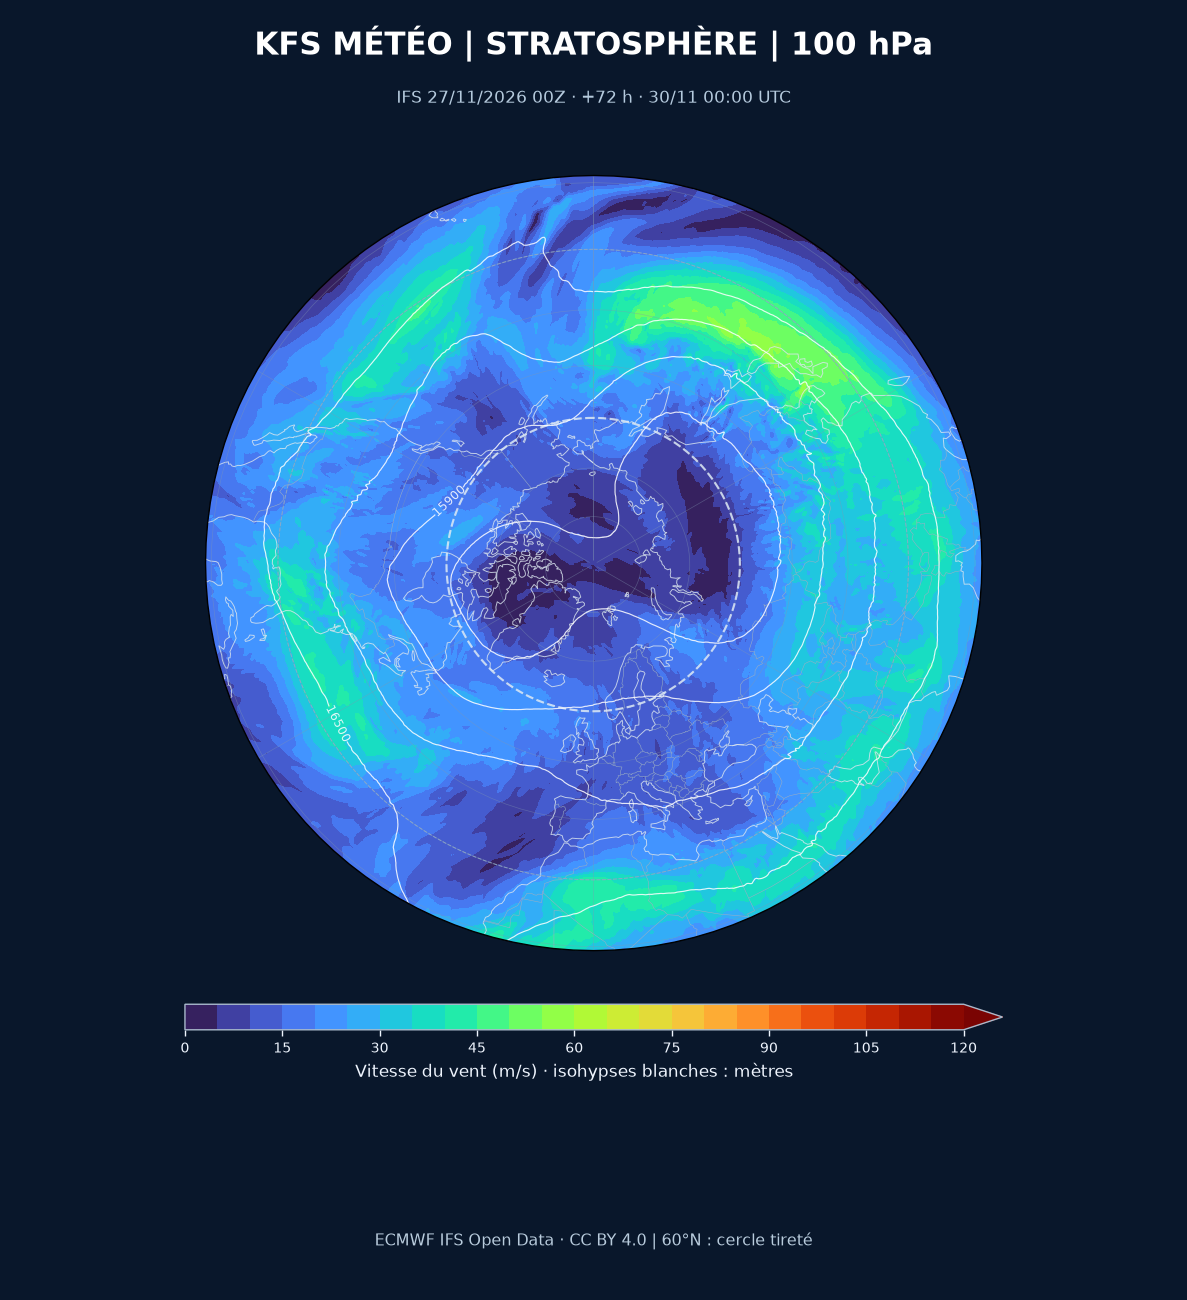 KFS MÉTÉO | STRATOSPHÈRE | 100 hPa
IFS 27/11/2026 00Z · +72 h · 30/11 00:00 UTC
15900
16500
0 15 30 45 60 75 90 105 120
Vitesse du vent (m/s) · isohypses blanches : mètres
ECMWF IFS Open Data · CC BY 4.0 | 60°N : cercle tireté